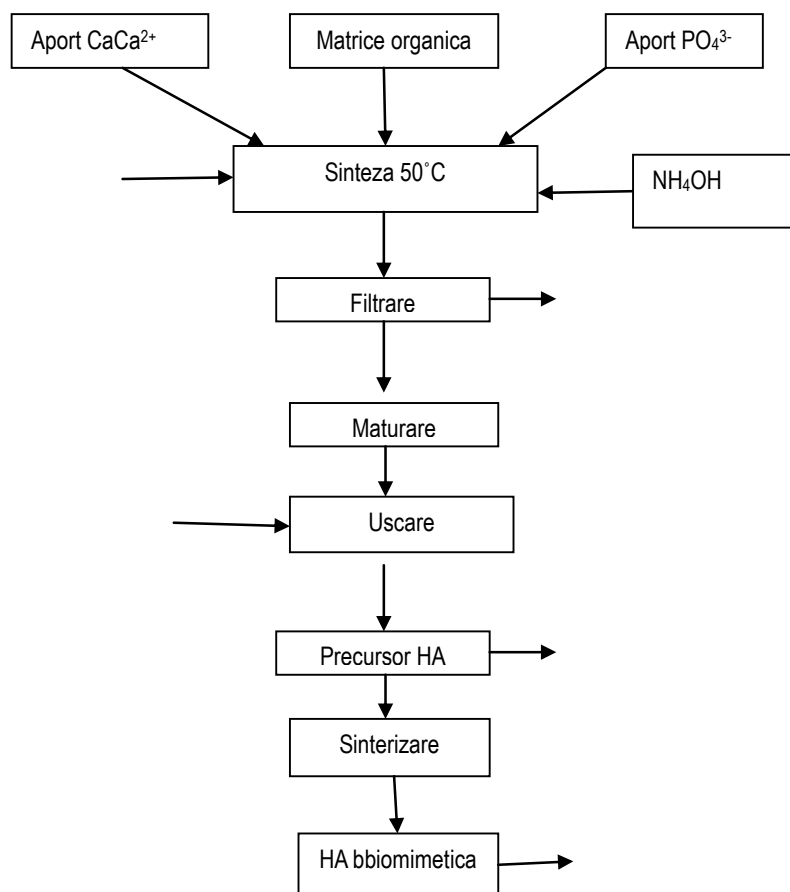 Aport CaCa²⁺
Matrice organica
Aport PO₄³⁻
Sinteza 50˚C
NH₄OH
Filtrare
Maturare
Uscare
Precursor HA
Sinterizare
HA bbiomimetica